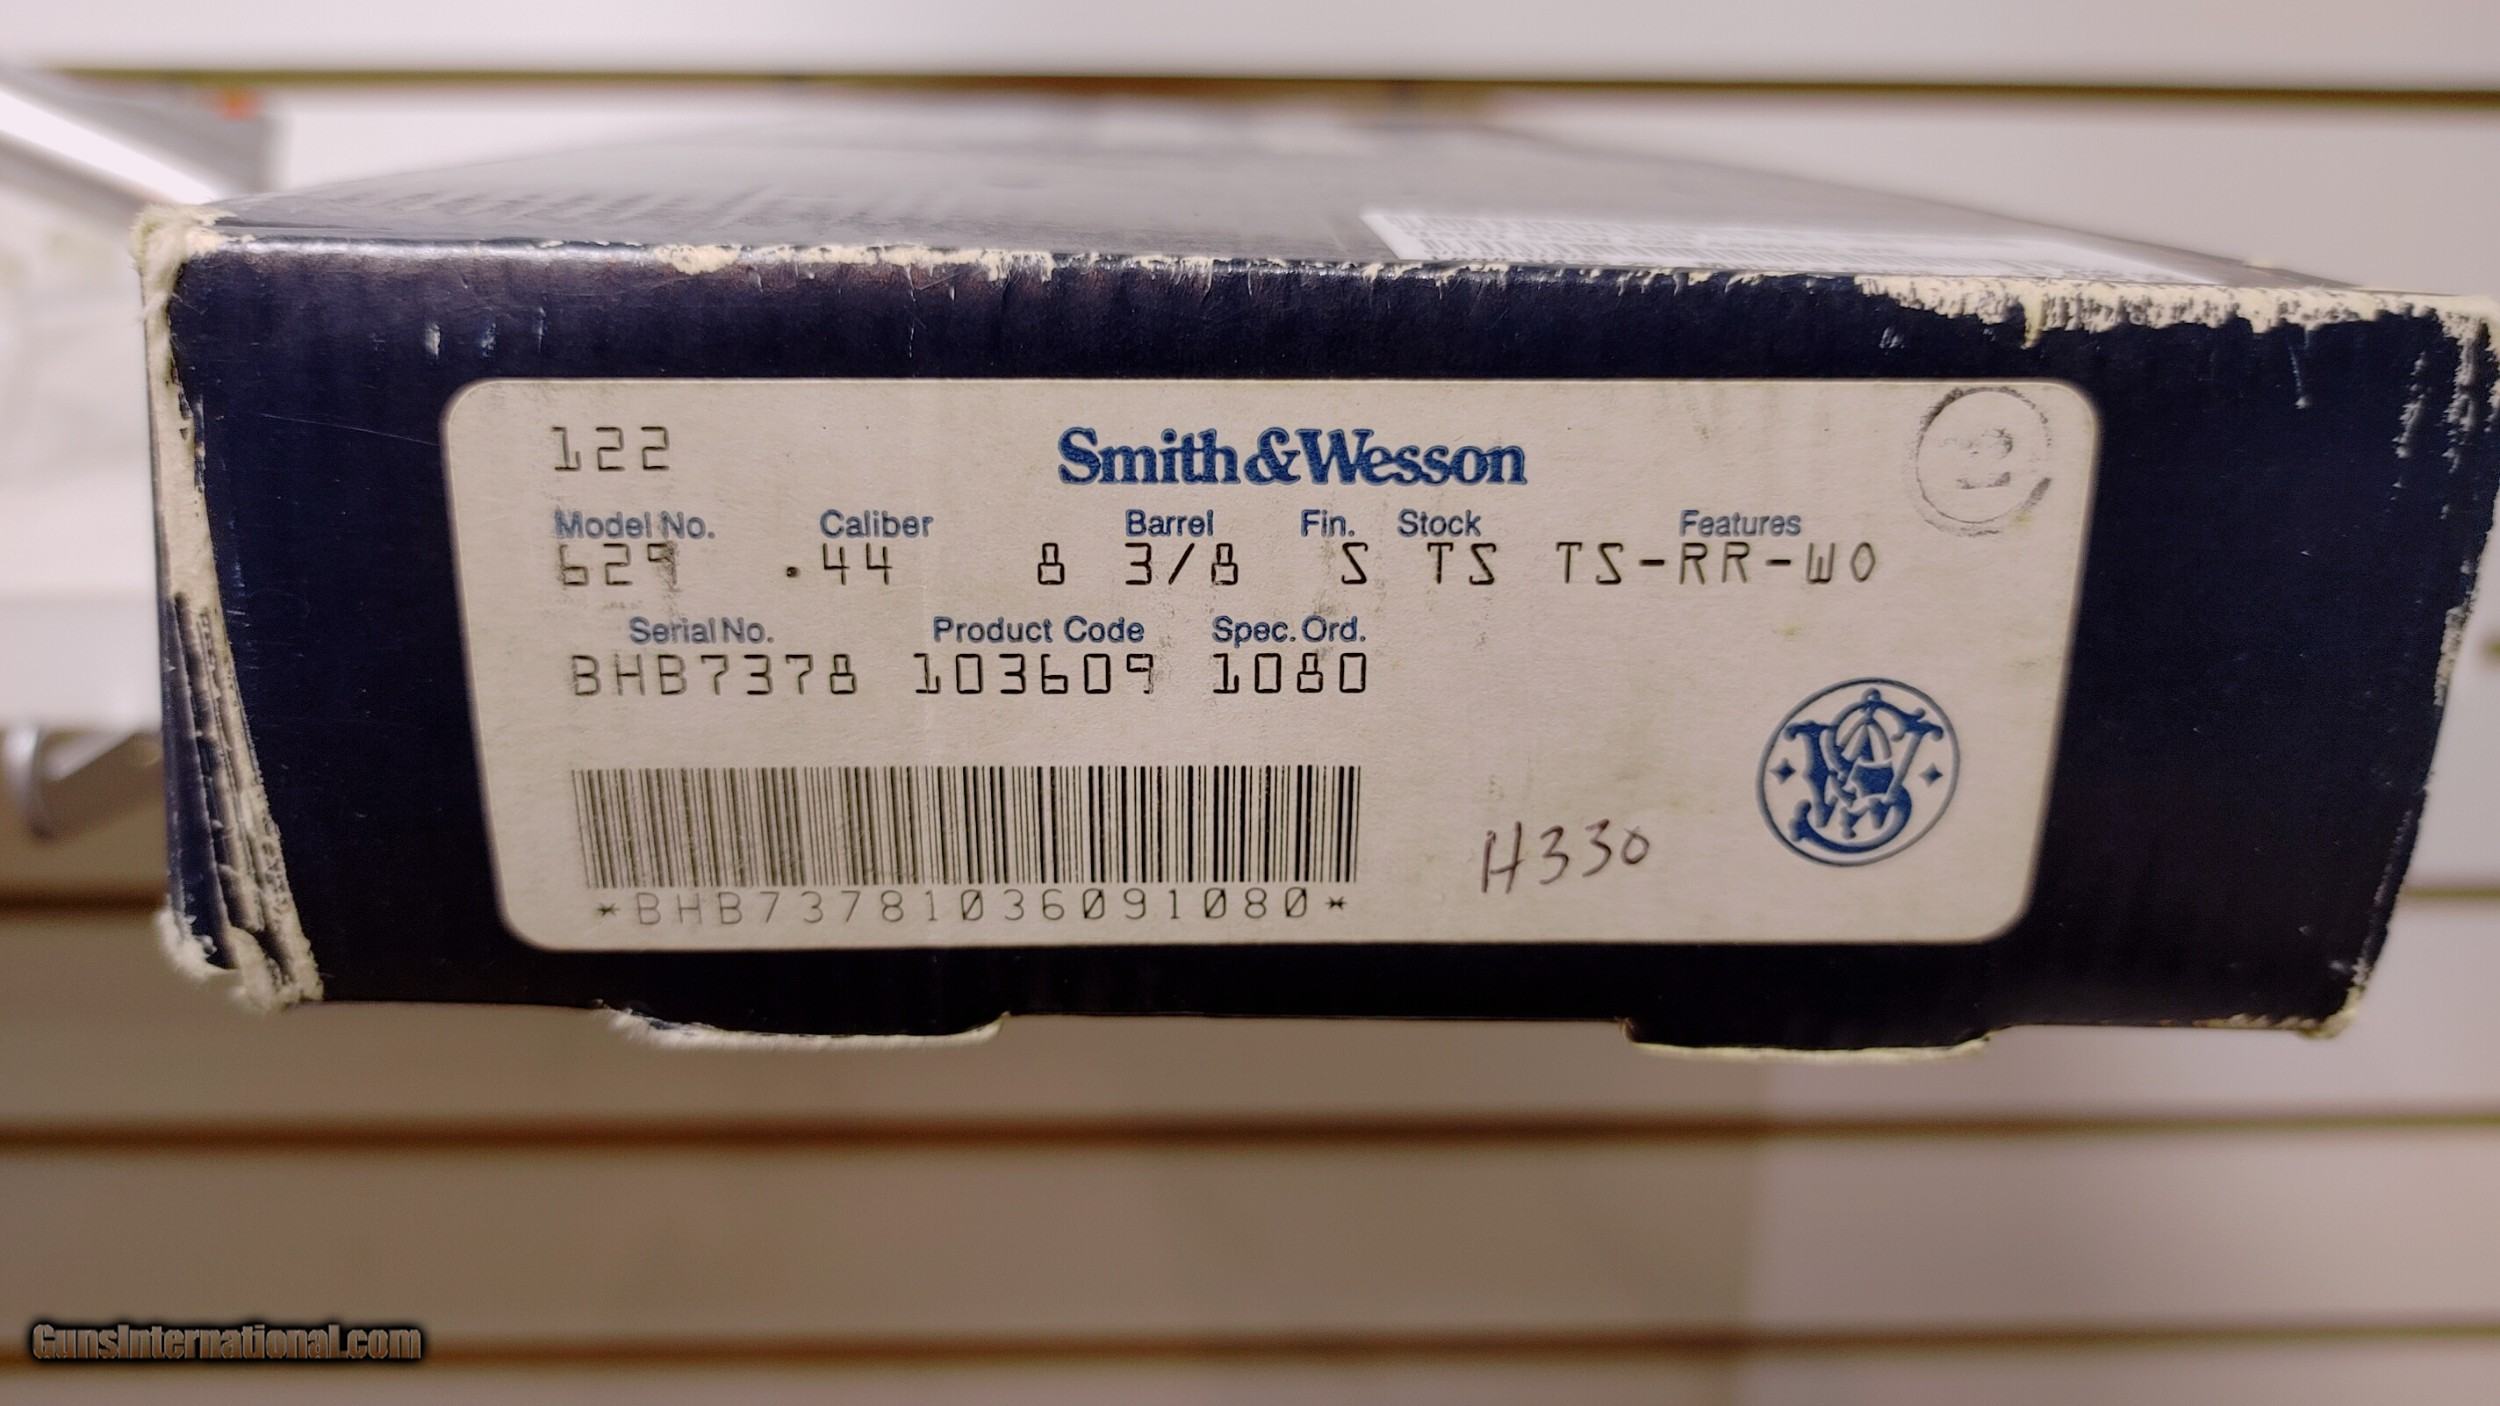 122
Smith & Wesson
2
Model No. Caliber Barrel Fin. Stock Features
629 .44 8 3/8 S TS TS-RR-WO
Serial No. Product Code Spec. Ord.
BHB7378 103609 1080
H330
*BHB73781036091080*
GunsInternational.com